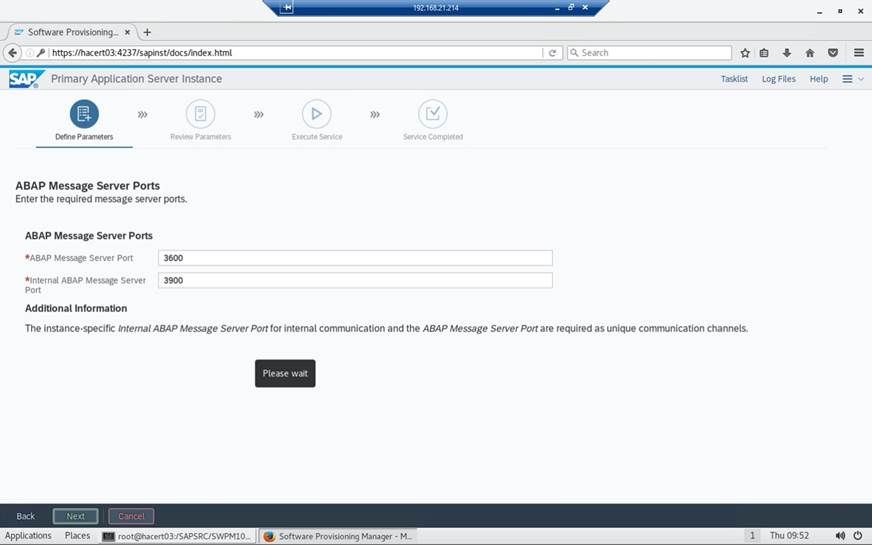 192.168.21.214
Software Provisioning...
https://hacert03:4237/sapinst/docs/index.html
Search
SAP Primary Application Server Instance
Tasklist Log Files Help
Define Parameters Review Parameters Execute Service Service Completed
ABAP Message Server Ports
Enter the required message server ports.
ABAP Message Server Ports
*ABAP Message Server Port 3600
*Internal ABAP Message Server 3900
Port
Additional Information
The instance-specific Internal ABAP Message Server Port for internal communication and the ABAP Message Server Port are required as unique communication channels.
Please wait
Back Next Cancel
Applications Places root@hacert03:/SAPSRC/SWPM10... Software Provisioning Manager - M... 1 Thu 09:52